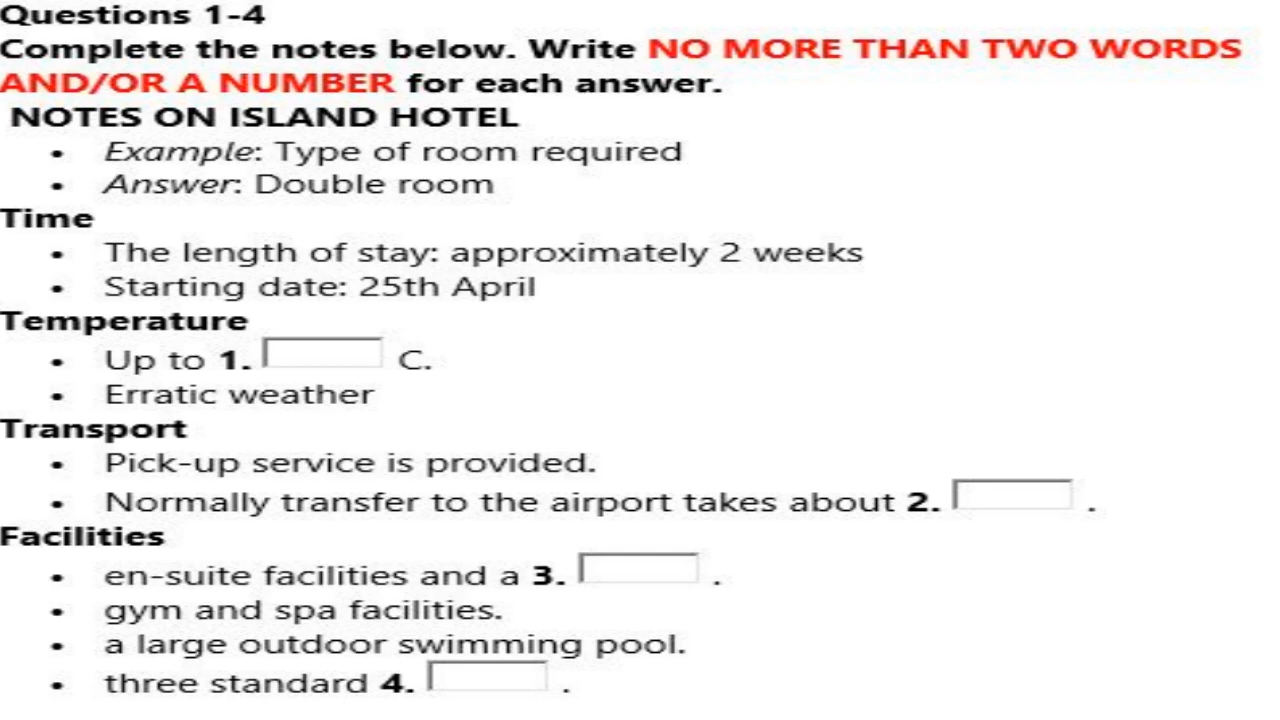 Questions 1-4
Complete the notes below. Write NO MORE THAN TWO WORDS
AND/OR A NUMBER for each answer.
NOTES ON ISLAND HOTEL
• Example: Type of room required
• Answer: Double room
Time
• The length of stay: approximately 2 weeks
• Starting date: 25th April
Temperature
• Up to 1. C.
• Erratic weather
Transport
• Pick-up service is provided.
• Normally transfer to the airport takes about 2. .
Facilities
• en-suite facilities and a 3. .
• gym and spa facilities.
• a large outdoor swimming pool.
• three standard 4. .